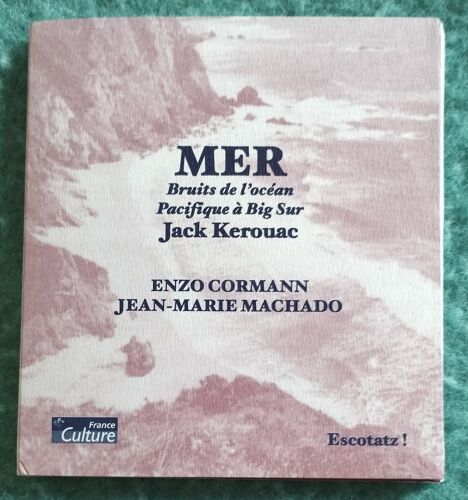 MER
Bruits de l'océan
Pacifique à Big Sur
Jack Kerouac
ENZO CORMANN
JEAN-MARIE MACHADO
France
Culture
Escotatz !